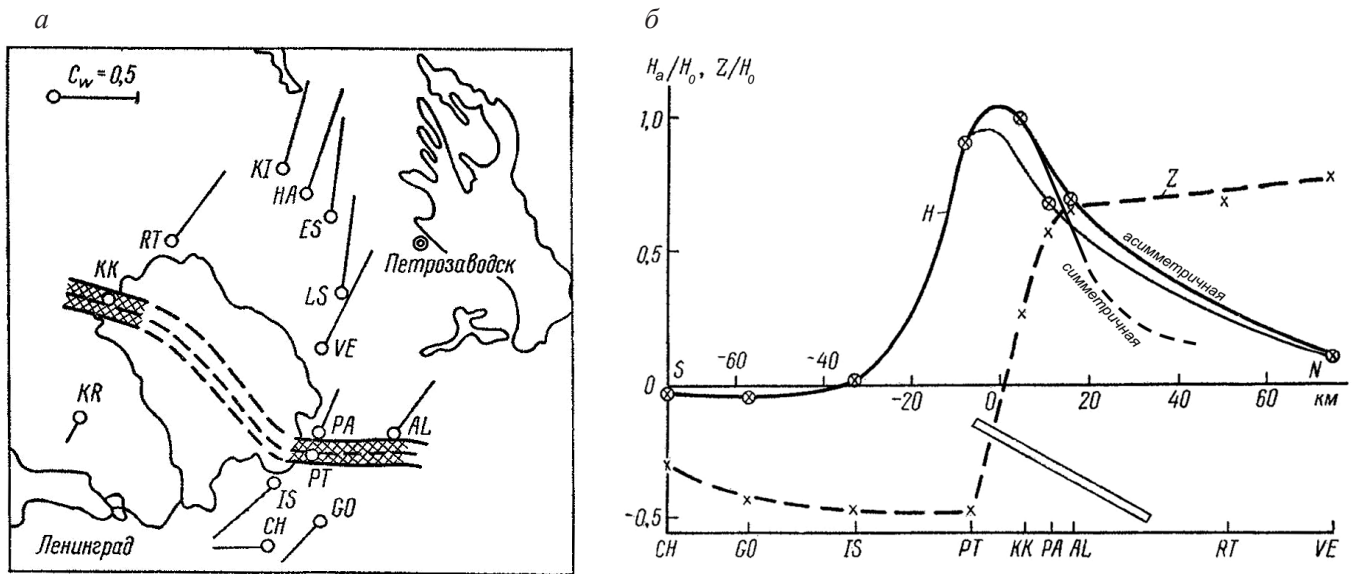 а
C_w = 0,5
KI
HA
ES
RT
Петрозаводск
KK
LS
VE
KR
PA
AL
PT
IS
GO
CH
Ленинград
б
H_a/H_0, Z/H_0
1,0
Z
H
0,5
асимметричная
симметричная
S
-60
-40
N
0
-20
0
20
40
60
км
-0,5
CH
GO
IS
PT
KK
PA
AL
RT
VE